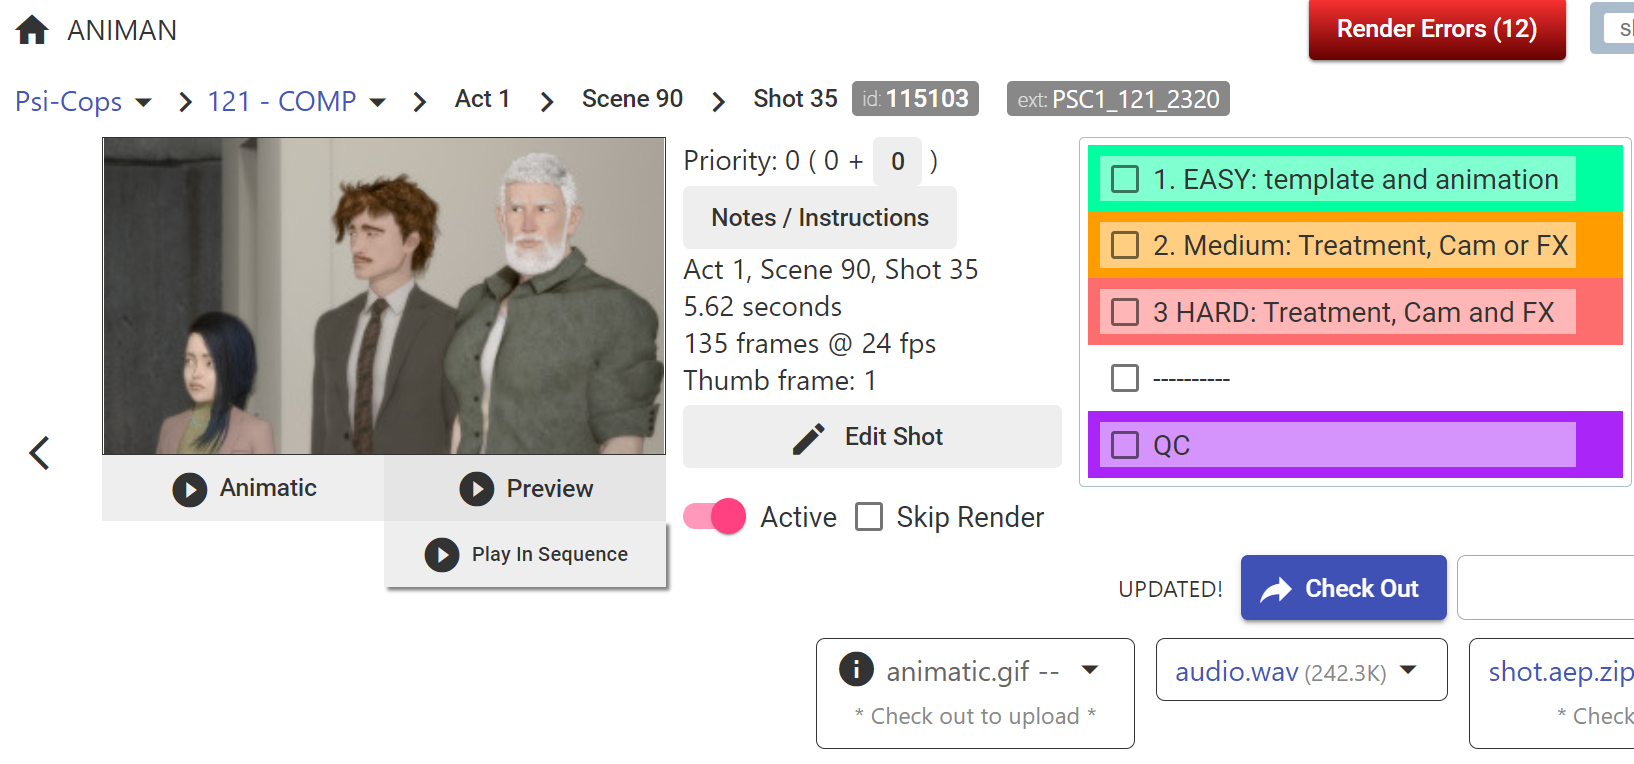 ANIMAN
Render Errors (12)
Psi-Cops > 121 - COMP > Act 1 > Scene 90 > Shot 35 id: 115103 ext: PSC1_121_2320
Priority: 0 ( 0 + 0 )
Notes / Instructions
Act 1, Scene 90, Shot 35
5.62 seconds
135 frames @ 24 fps
Thumb frame: 1
Edit Shot
Active
Skip Render
1. EASY: template and animation
2. Medium: Treatment, Cam or FX
3 HARD: Treatment, Cam and FX
----------
QC
Animatic
Preview
Play In Sequence
UPDATED!
Check Out
animatic.gif --
* Check out to upload *
audio.wav (242.3K)
shot.aep.zip
* Check